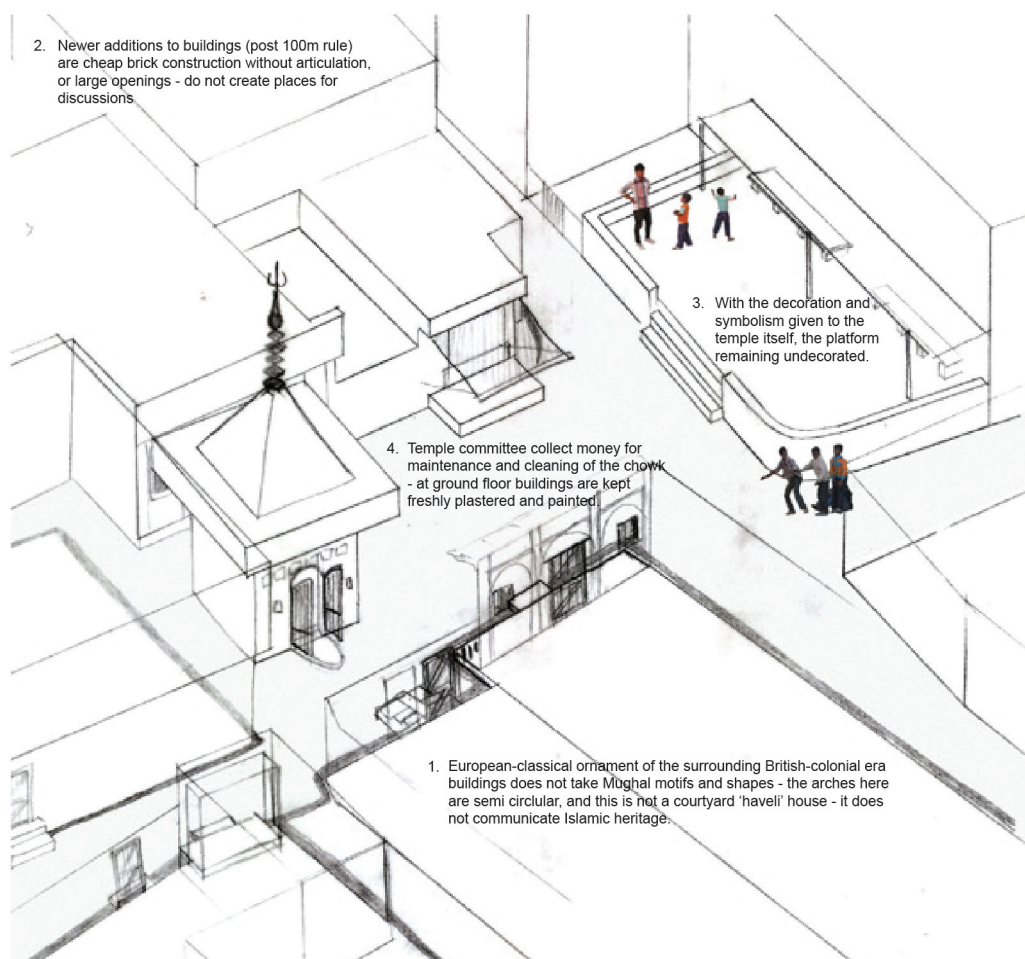 2. Newer additions to buildings (post 100m rule)
are cheap brick construction without articulation,
or large openings - do not create places for
discussions
3. With the decoration and
symbolism given to the
temple itself, the platform
remaining undecorated.
4. Temple committee collect money for
maintenance and cleaning of the chowk
- at ground floor buildings are kept
freshly plastered and painted.
1. European-classical ornament of the surrounding British-colonial era
buildings does not take Mughal motifs and shapes - the arches here
are semi circlular, and this is not a courtyard ‘haveli’ house - it does
not communicate Islamic heritage.